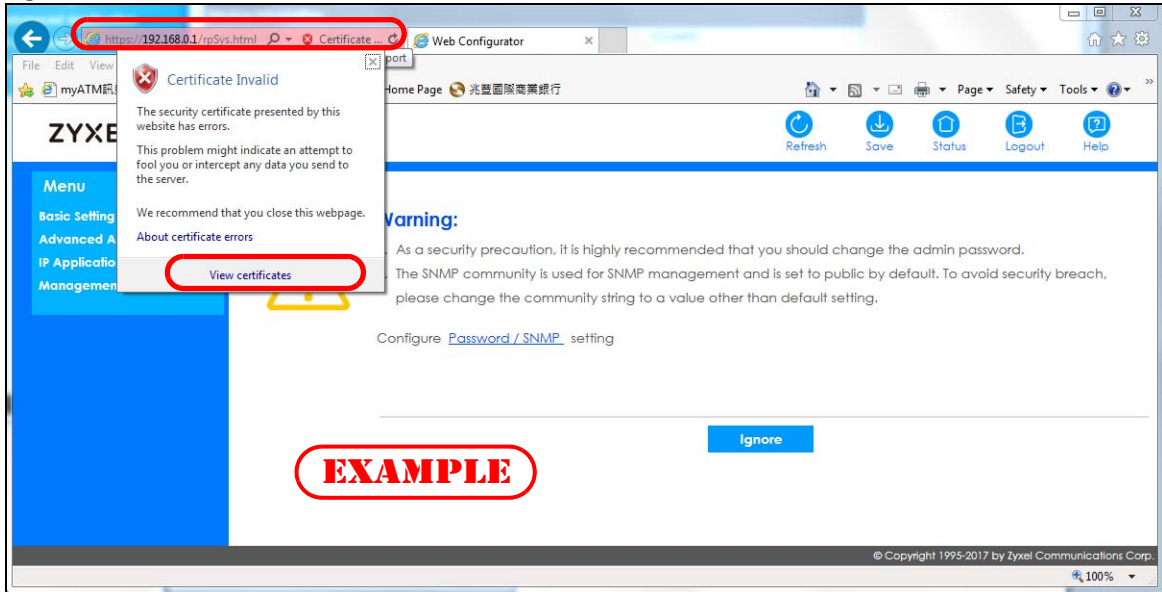 https://192.168.0.1/rpSys.html Certificate ... Web Configurator
File Edit View port
Certificate Invalid
myATM Home Page 兆豐國際商業銀行 Page Safety Tools
The security certificate presented by this
website has errors.
This problem might indicate an attempt to
fool you or intercept any data you send to
the server.
We recommend that you close this webpage.
About certificate errors
View certificates
ZYXE
Refresh Save Status Logout Help
Menu
Basic Setting
Advanced A
IP Applicatio
Managemen
Warning:
As a security precaution, it is highly recommended that you should change the admin password.
The SNMP community is used for SNMP management and is set to public by default. To avoid security breach,
please change the community string to a value other than default setting.
Configure Password / SNMP setting
Ignore
EXAMPLE
© Copyright 1995-2017 by Zyxel Communications Corp.
100%